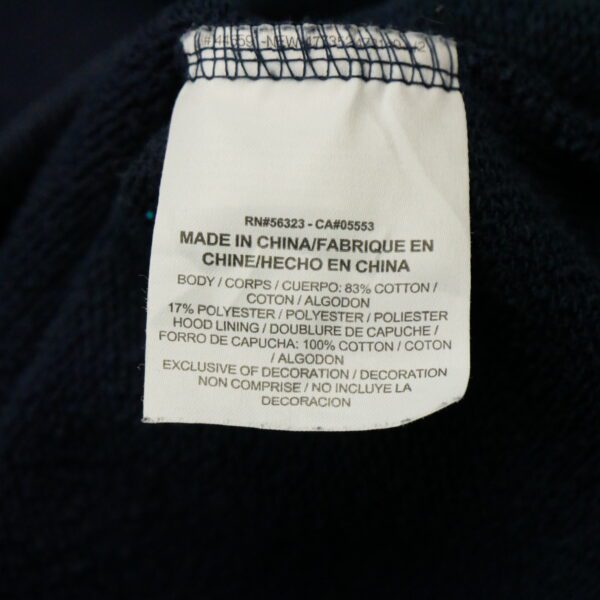 RN#56323 - CA#05553
MADE IN CHINA/FABRIQUE EN
CHINE/HECHO EN CHINA
BODY / CORPS / CUERPO: 83% COTTON /
COTON / ALGODON
17% POLYESTER / POLYESTER / POLIESTER
HOOD LINING / DOUBLURE DE CAPUCHE /
FORRO DE CAPUCHA: 100% COTTON / COTON
/ ALGODON
EXCLUSIVE OF DECORATION / DECORATION
NON COMPRISE / NO INCLUYE LA
DECORACION